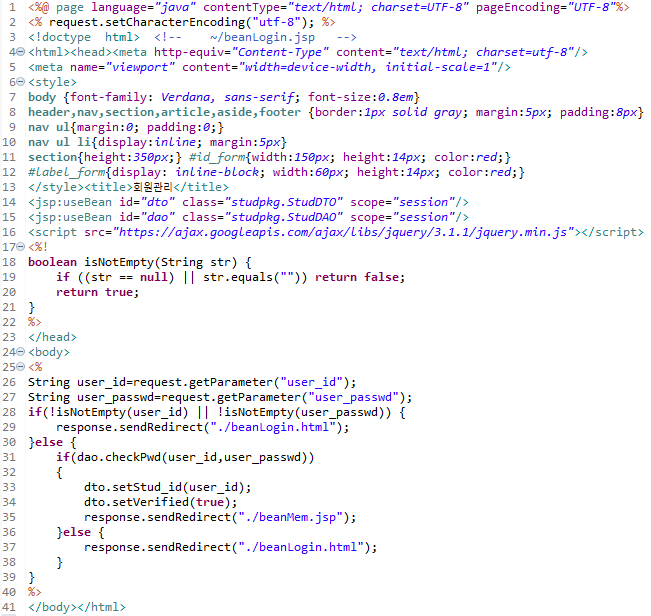 1 <%@ page language="java" contentType="text/html; charset=UTF-8" pageEncoding="UTF-8"%>
2 <% request.setCharacterEncoding("utf-8"); %>
3 <!doctype html> <!-- ~/beanLogin.jsp -->
4 <html><head><meta http-equiv="Content-Type" content="text/html; charset=utf-8"/>
5 <meta name="viewport" content="width=device-width, initial-scale=1"/>
6 <style>
7 body {font-family: Verdana, sans-serif; font-size:0.8em}
8 header,nav,section,article,aside,footer {border:1px solid gray; margin:5px; padding:8px}
9 nav ul{margin:0; padding:0;}
10 nav ul li{display:inline; margin:5px}
11 section{height:350px;} #id_form{width:150px; height:14px; color:red;}
12 #label_form{display: inline-block; width:60px; height:14px; color:red;}
13 </style><title>회원관리</title>
14 <jsp:useBean id="dto" class="studpkg.StudDTO" scope="session"/>
15 <jsp:useBean id="dao" class="studpkg.StudDAO" scope="session"/>
16 <script src="https://ajax.googleapis.com/ajax/libs/jquery/3.1.1/jquery.min.js"></script>
17 <%!
18 boolean isNotEmpty(String str) {
19     if ((str == null) || str.equals("")) return false;
20     return true;
21 }
22 %>
23 </head>
24 <body>
25 <%
26 String user_id=request.getParameter("user_id");
27 String user_passwd=request.getParameter("user_passwd");
28 if(!isNotEmpty(user_id) || !isNotEmpty(user_passwd)) {
29     response.sendRedirect("./beanLogin.html");
30 }else {
31     if(dao.checkPwd(user_id,user_passwd))
32     {
33         dto.setStud_id(user_id);
34         dto.setVerified(true);
35         response.sendRedirect("./beanMem.jsp");
36     }else {
37         response.sendRedirect("./beanLogin.html");
38     }
39 }
40 %>
41 </body></html>